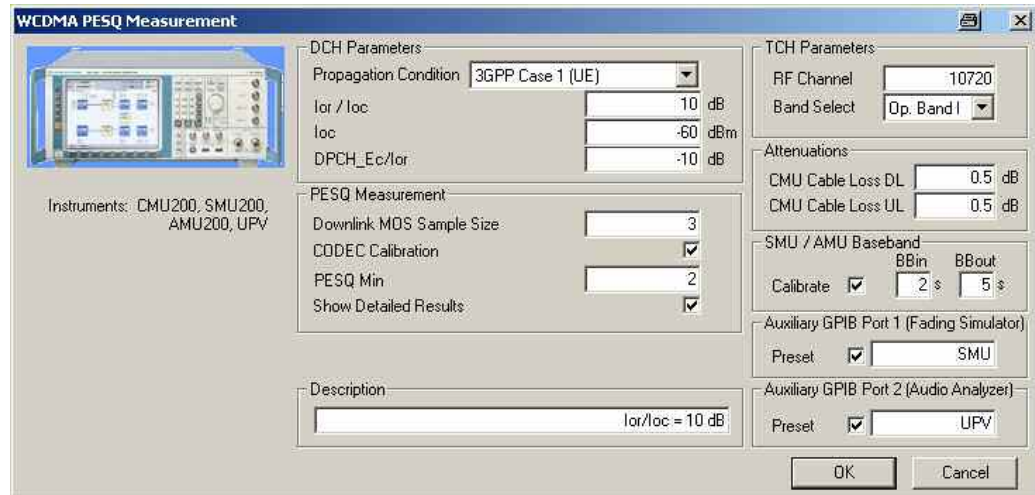 WCDMA PESQ Measurement
Instruments: CMU200, SMU200,
AMU200, UPV
DCH Parameters
Propagation Condition 3GPP Case 1 (UE)
Ior / Ioc 10 dB
Ioc -60 dBm
DPCH_Ec/Ior -10 dB
PESQ Measurement
Downlink MOS Sample Size 3
CODEC Calibration
PESQ Min 2
Show Detailed Results
Description
Ior/Ioc = 10 dB
TCH Parameters
RF Channel 10720
Band Select Op. Band I
Attenuations
CMU Cable Loss DL 0.5 dB
CMU Cable Loss UL 0.5 dB
SMU / AMU Baseband
BBin BBout
Calibrate 2 s 5 s
Auxiliary GPIB Port 1 (Fading Simulator)
Preset SMU
Auxiliary GPIB Port 2 (Audio Analyzer)
Preset UPV
OK Cancel